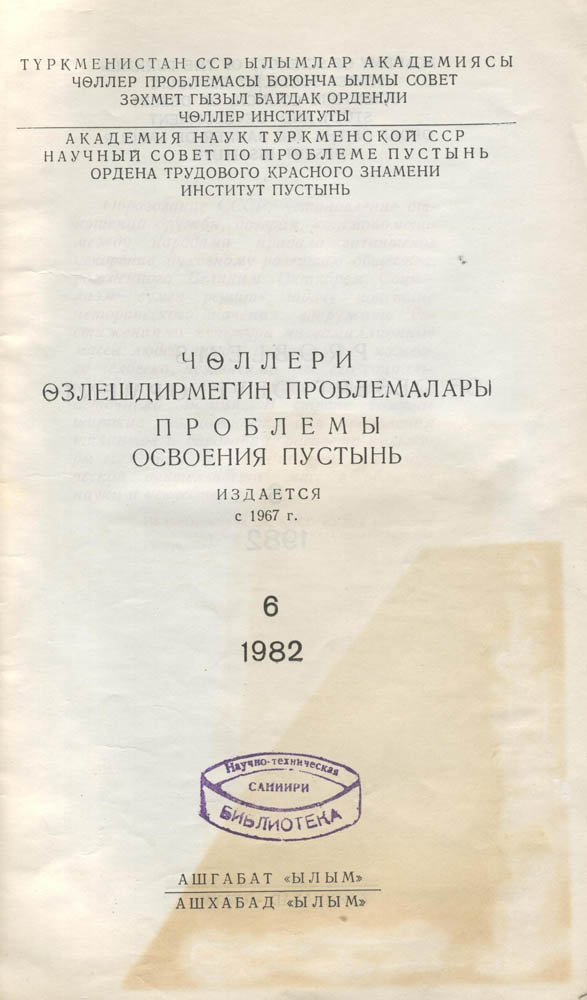 ТҮРКМЕНИСТАН ССР ЫЛЫМЛАР АКАДЕМИЯСЫ
ЧӨЛЛЕР ПРОБЛЕМАСЫ БОЮНЧА ЫЛМЫ СОВЕТ
ЗӘХМЕТ ГЫЗЫЛ БАЙДАК ОРДЕНЛИ
ЧӨЛЛЕР ИНСТИТУТЫ
АКАДЕМИЯ НАУК ТУРКМЕНСКОЙ ССР
НАУЧНЫЙ СОВЕТ ПО ПРОБЛЕМЕ ПУСТЫНЬ
ОРДЕНА ТРУДОВОГО КРАСНОГО ЗНАМЕНИ
ИНСТИТУТ ПУСТЫНЬ
ЧӨЛЛЕРИ
ӨЗЛЕШДИРМЕГИҢ ПРОБЛЕМАЛАРЫ
ПРОБЛЕМЫ
ОСВОЕНИЯ ПУСТЫНЬ
ИЗДАЕТСЯ
с 1967 г.
6
1982
Научно-техническая
САНИИРИ
БИБЛИОТЕКА
АШГАБАТ «ЫЛЫМ»
АШХАБАД «ЫЛЫМ»